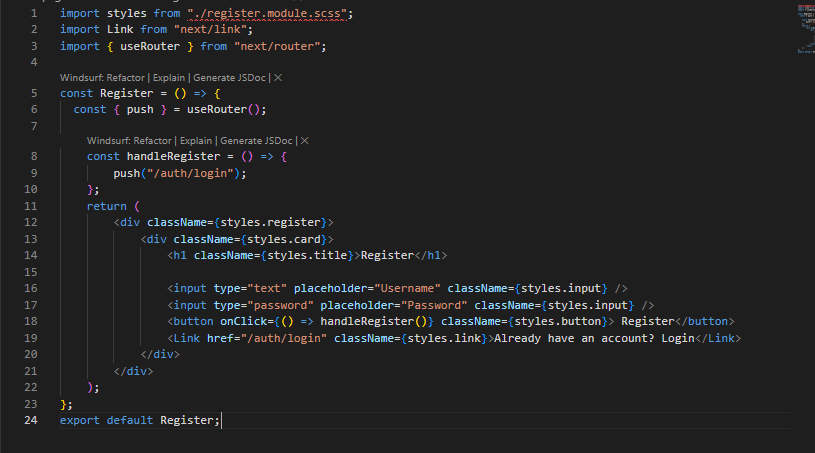 1 import styles from "./register.module.scss";
2 import Link from "next/link";
3 import { useRouter } from "next/router";
4
Windsurf: Refactor | Explain | Generate JSDoc | ×
5 const Register = () => {
6   const { push } = useRouter();
7
Windsurf: Refactor | Explain | Generate JSDoc | ×
8     const handleRegister = () => {
9         push("/auth/login");
10     };
11     return (
12         <div className={styles.register}>
13             <div className={styles.card}>
14                 <h1 className={styles.title}>Register</h1>
15
16                 <input type="text" placeholder="Username" className={styles.input} />
17                 <input type="password" placeholder="Password" className={styles.input} />
18                 <button onClick={() => handleRegister()} className={styles.button}> Register</button>
19                 <Link href="/auth/login" className={styles.link}>Already have an account? Login</Link>
20             </div>
21         </div>
22     );
23 };
24 export default Register;